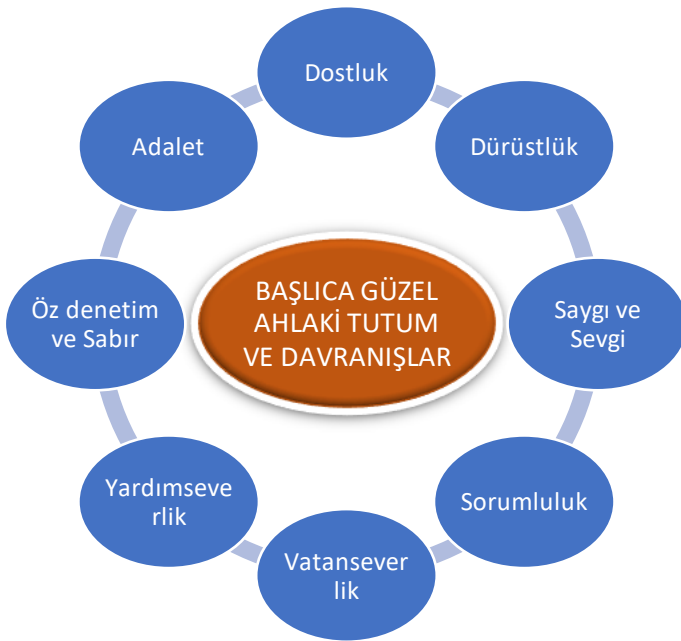 Dostluk
Dürüstlük
Saygı ve
Sevgi
Sorumluluk
Vatansever
lik
Yardımseve
rlik
Öz denetim
ve Sabır
Adalet
BAŞLICA GÜZEL
AHLAKİ TUTUM
VE DAVRANIŞLAR